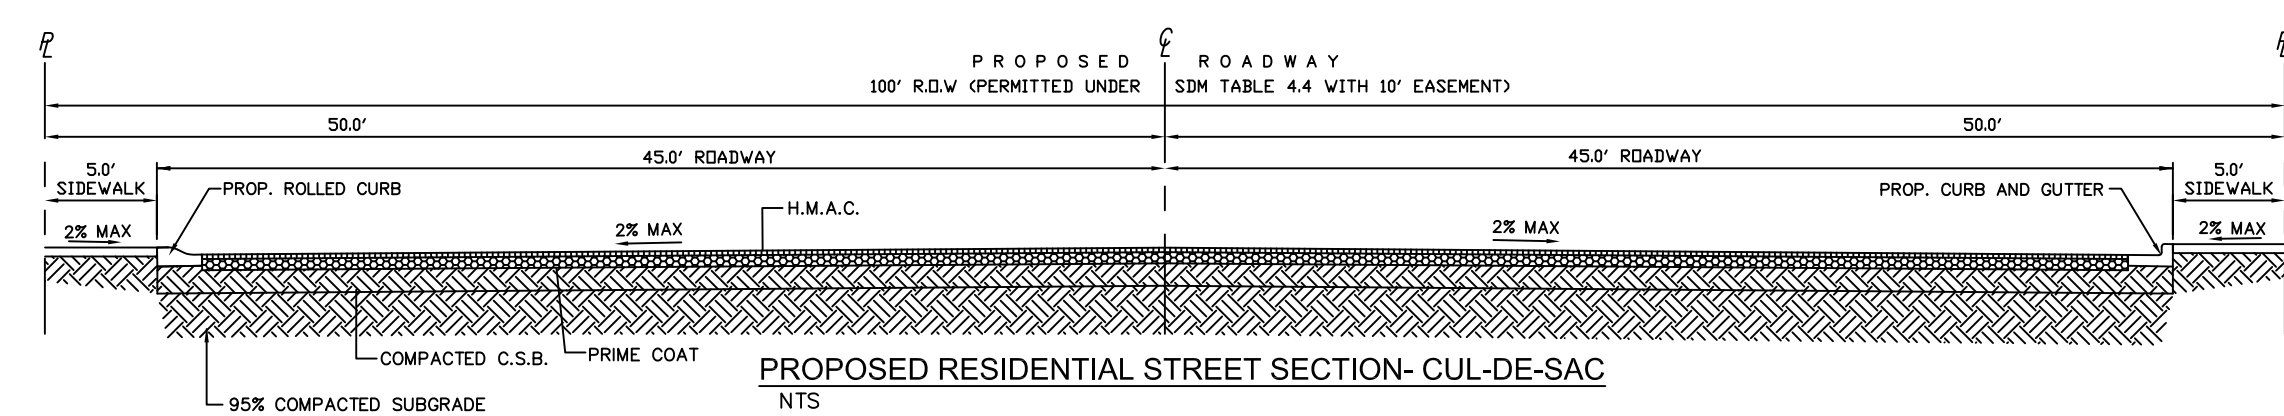 PL
CL
PL
PROPOSED ROADWAY
100' R.O.W (PERMITTED UNDER SDM TABLE 4.4 WITH 10' EASEMENT)
50.0'
50.0'
45.0' ROADWAY
45.0' ROADWAY
5.0'
SIDEWALK
5.0'
SIDEWALK
PROP. ROLLED CURB
PROP. CURB AND GUTTER
H.M.A.C.
2% MAX
2% MAX
2% MAX
2% MAX
COMPACTED C.S.B.
PRIME COAT
95% COMPACTED SUBGRADE
PROPOSED RESIDENTIAL STREET SECTION- CUL-DE-SAC
NTS